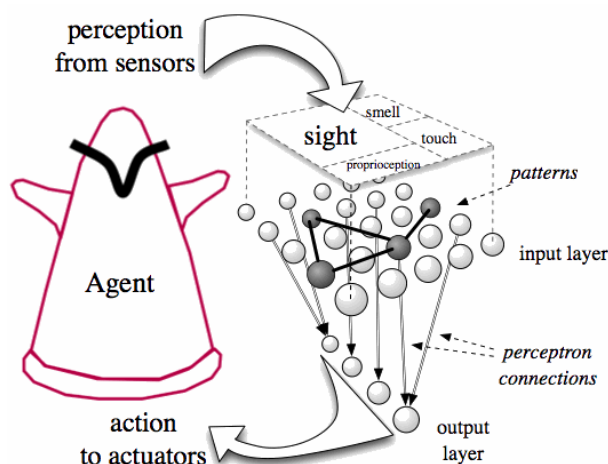 perception
from sensors
smell
sight
touch
proprioception
patterns
Agent
input layer
perceptron
connections
action
to actuators
output
layer